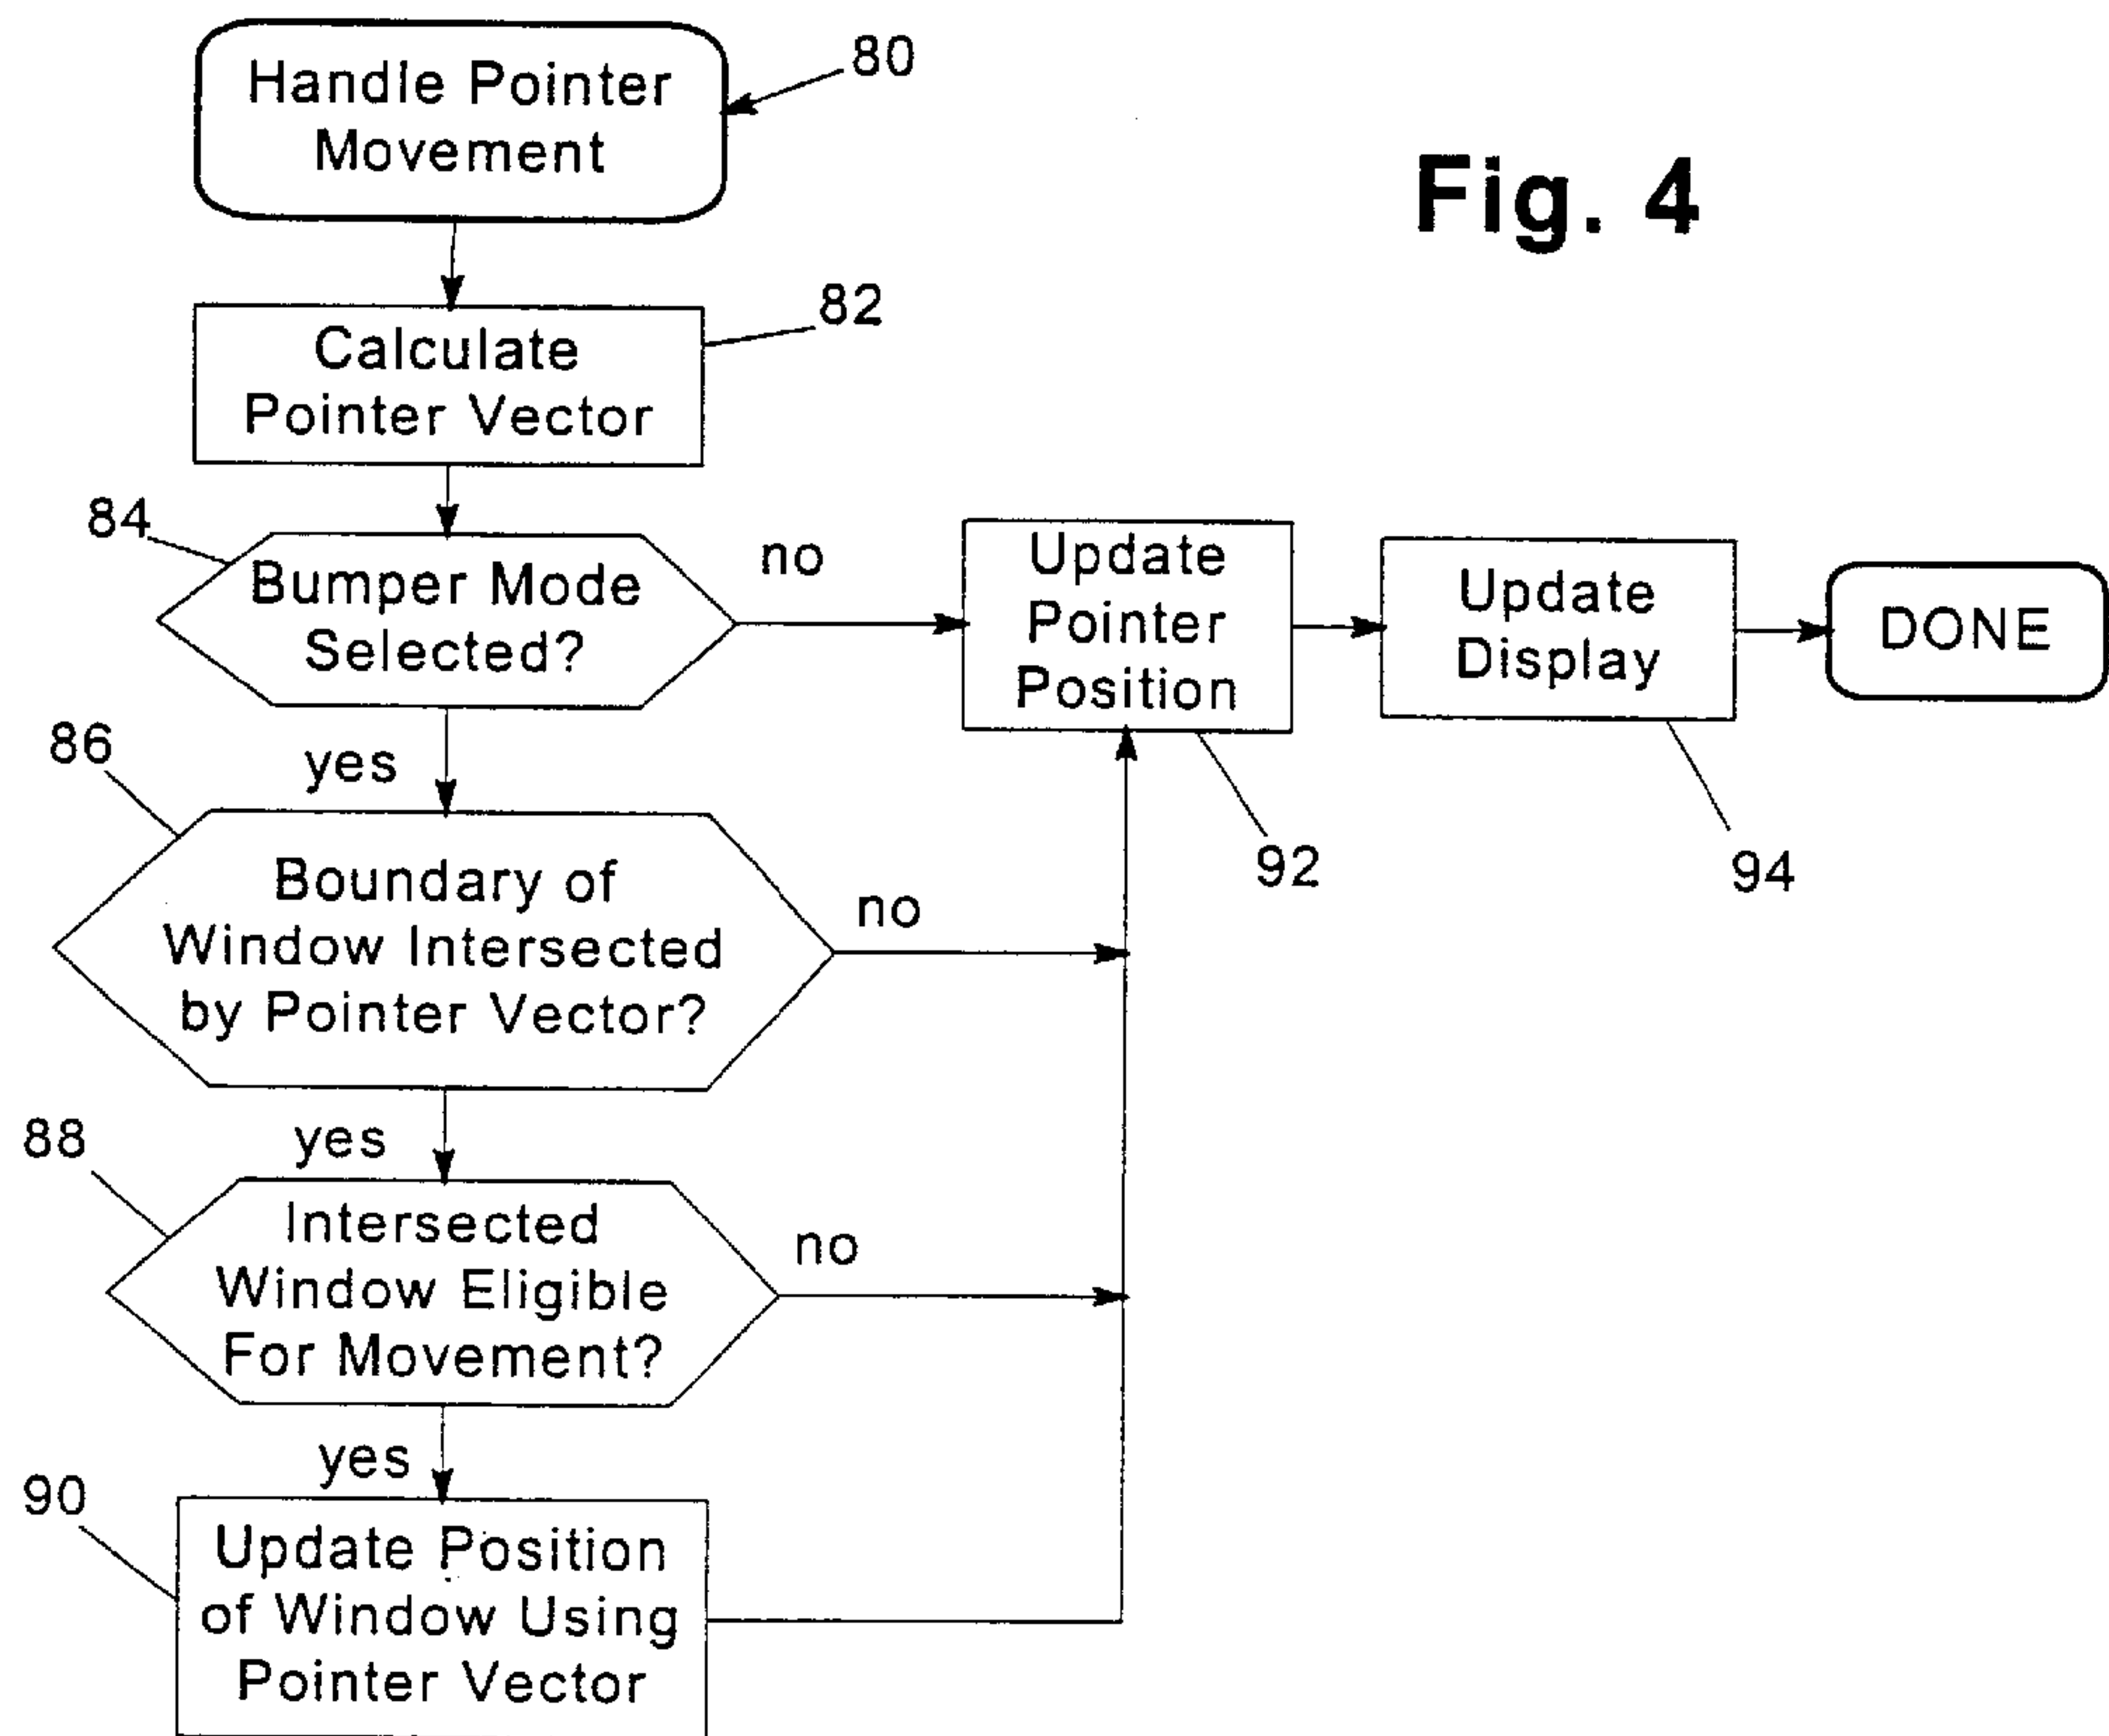 Handle Pointer
Movement
80
Fig. 4
Calculate
Pointer Vector
82
84
Bumper Mode
Selected?
no
Update
Pointer
Position
Update
Display
DONE
yes
86
Boundary of
Window Intersected
by Pointer Vector?
no
92
94
yes
88
Intersected
Window Eligible
For Movement?
no
yes
90
Update Position
of Window Using
Pointer Vector